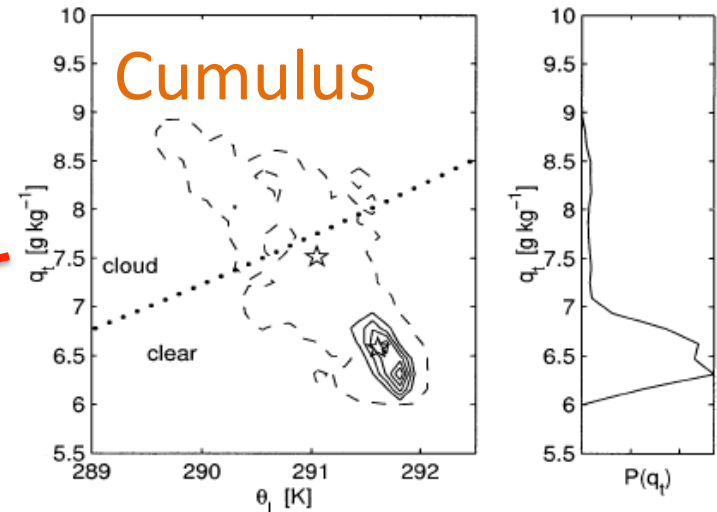 Cumulus
10
9.5
9
8.5
8
7.5
7
6.5
6
5.5
q_t [g kg⁻¹]
cloud
clear
289 290 291 292
θ_l [K]
10
9.5
9
8.5
8
7.5
7
6.5
6
5.5
q_t [g kg⁻¹]
P(q_t)